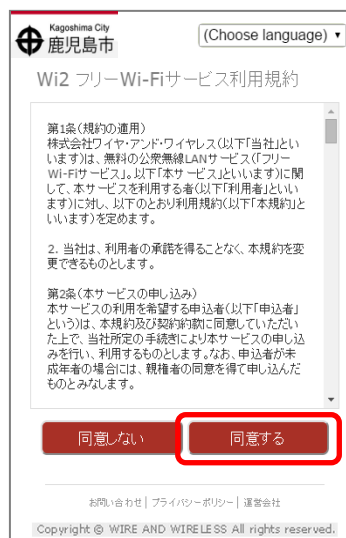 Kagoshima City
鹿児島市
(Choose language)
Wi2 フリーWi-Fiサービス利用規約
第1条(規約の適用)
株式会社ワイヤ・アンド・ワイヤレス(以下「当社」とい
います)は、無料の公衆無線LANサービス(「フリー
Wi-Fiサービス」。以下「本サービス」といいます)に関
して、本サービスを利用する者(以下「利用者」といい
ます)に対し、以下のとおり利用規約(以下「本規約」と
いいます)を定めます。
2. 当社は、利用者の承諾を得ることなく、本規約を変
更できるものとします。
第2条(本サービスの申し込み)
本サービスの利用を希望する申込者(以下「申込者」
という)は、本規約及び契約約款に同意していただい
た上で、当社所定の手続きにより本サービスの申し込
みを行い、利用するものとします。なお、申込者が未
成年者の場合には、親権者の同意を得て申し込んだ
ものとみなします。
同意しない
同意する
お問い合わせ| プライバシーポリシー| 運営会社
Copyright © WIRE AND WIRELESS All rights reserved.